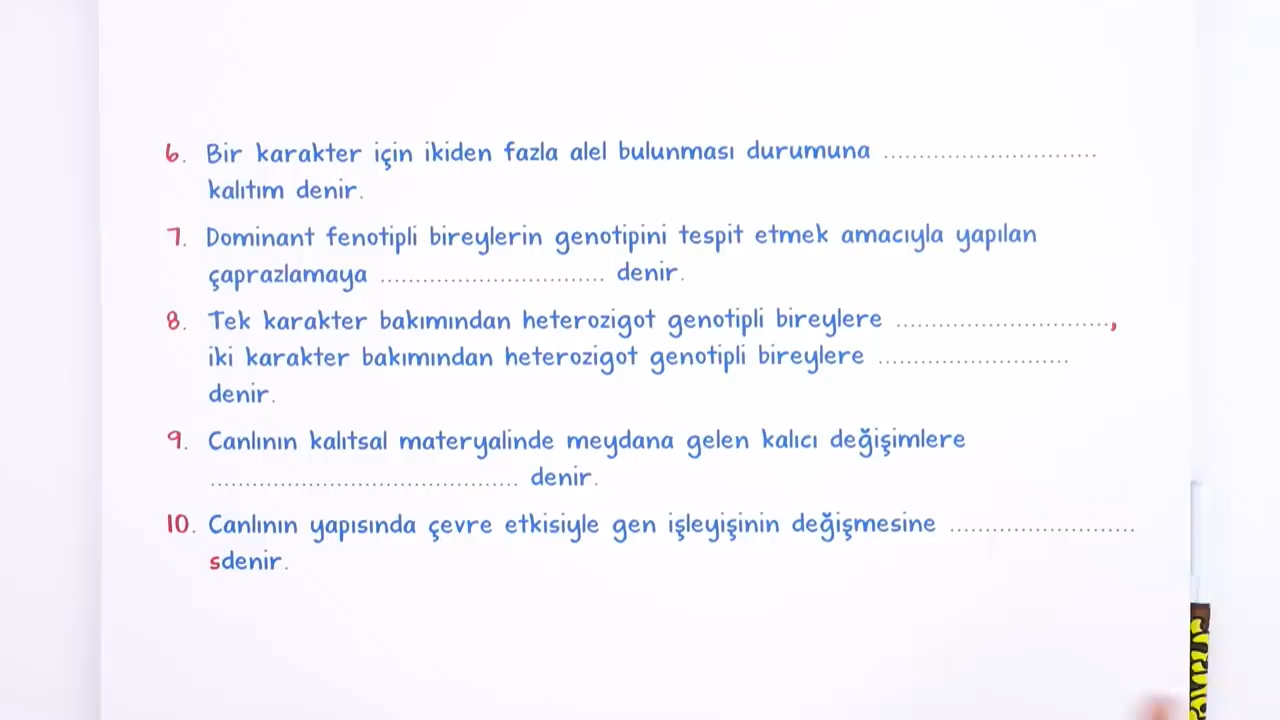 6. Bir karakter için ikiden fazla alel bulunması durumuna ..............................
kalıtım denir.
7. Dominant fenotipli bireylerin genotipini tespit etmek amacıyla yapılan
çaprazlamaya ................................ denir.
8. Tek karakter bakımından heterozigot genotipli bireylere ..............................,
iki karakter bakımından heterozigot genotipli bireylere ...........................
denir.
9. Canlının kalıtsal materyalinde meydana gelen kalıcı değişimlere
............................................ denir.
10. Canlının yapısında çevre etkisiyle gen işleyişinin değişmesine ..........................
sdenir.